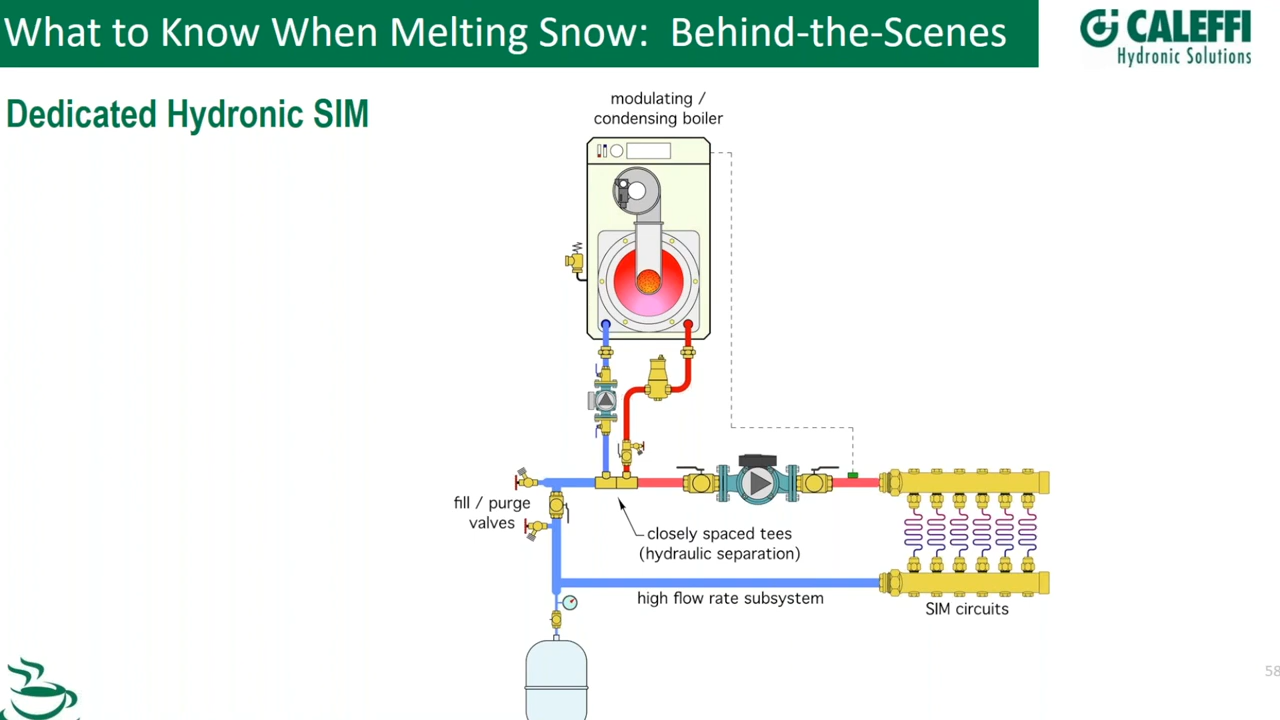 What to Know When Melting Snow: Behind-the-Scenes
CALEFFI
Hydronic Solutions
Dedicated Hydronic SIM
modulating /
condensing boiler
fill / purge
valves
closely spaced tees
(hydraulic separation)
high flow rate subsystem
SIM circuits
58